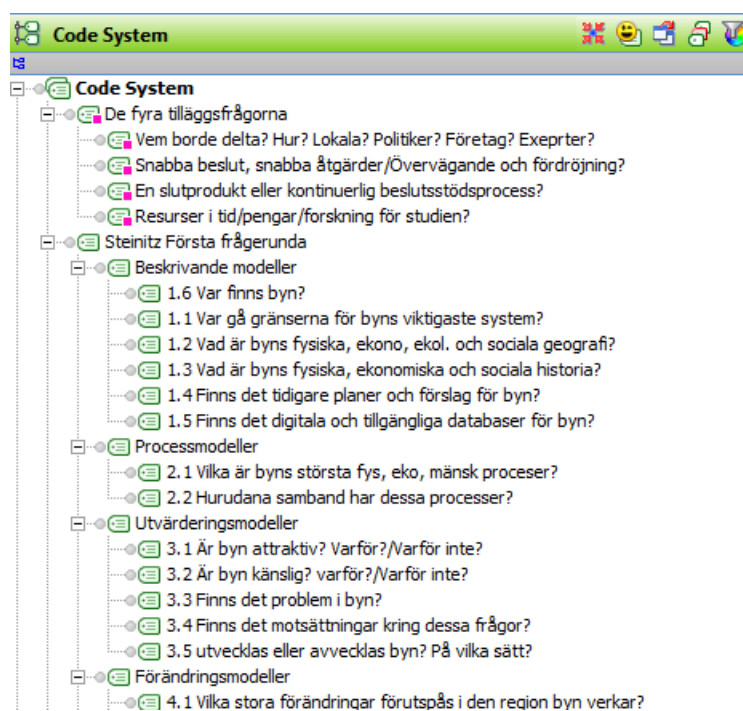 Code System
Code System
De fyra tilläggsfrågorna
Vem borde delta? Hur? Lokala? Politiker? Företag? Exeprter?
Snabba beslut, snabba åtgärder/Övervägande och fördröjning?
En slutprodukt eller kontinuerlig beslutsstödsprocess?
Resurser i tid/pengar/forskning för studien?
Steinitz Första frågerunda
Beskrivande modeller
1.6 Var finns byn?
1.1 Var gå gränserna för byns viktigaste system?
1.2 Vad är byns fysiska, ekono, ekol. och sociala geografi?
1.3 Vad är byns fysiska, ekonomiska och sociala historia?
1.4 Finns det tidigare planer och förslag för byn?
1.5 Finns det digitala och tillgängliga databaser för byn?
Processmodeller
2.1 Vilka är byns största fys, eko, mänsk proceser?
2.2 Hurudana samband har dessa processer?
Utvärderingsmodeller
3.1 Är byn attraktiv? Varför?/Varför inte?
3.2 Är byn känslig? varför?/Varför inte?
3.3 Finns det problem i byn?
3.4 Finns det motsättningar kring dessa frågor?
3.5 utvecklas eller avvecklas byn? På vilka sätt?
Förändringsmodeller
4.1 Vilka stora förändringar förutspås i den region byn verkar?